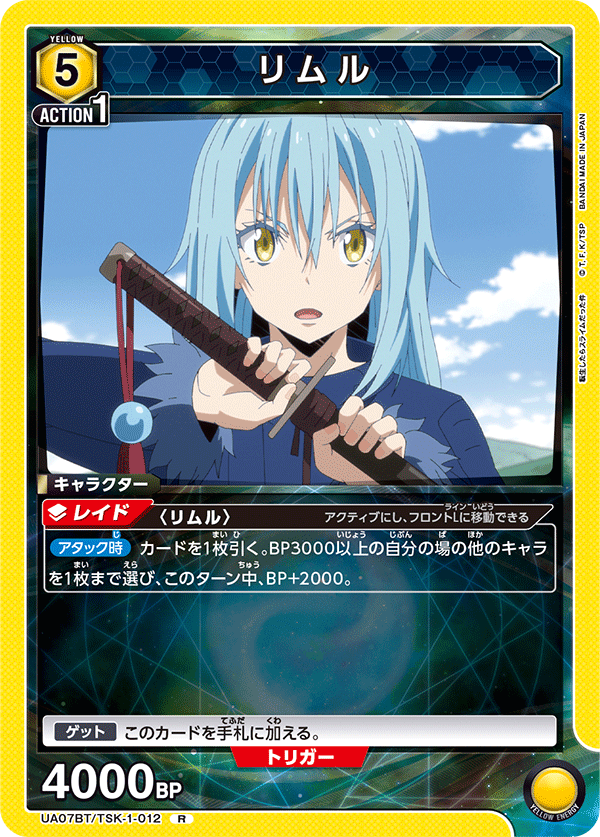 YELLOW
5
リムル
ACTION 1
BANDAI MADE IN JAPAN
© T, F, K/TSP
転生したらスライムだった件
キャラクター
レイド 〈リムル〉 アクティブにし、フロントLに移動できる
アタック時 カードを1枚引く。BP3000以上の自分の場の他のキャラ
を1枚まで選び、このターン中、BP+2000。
ゲット このカードを手札に加える。
トリガー
4000BP
UA07BT/TSK-1-012 R
YELLOW ENERGY